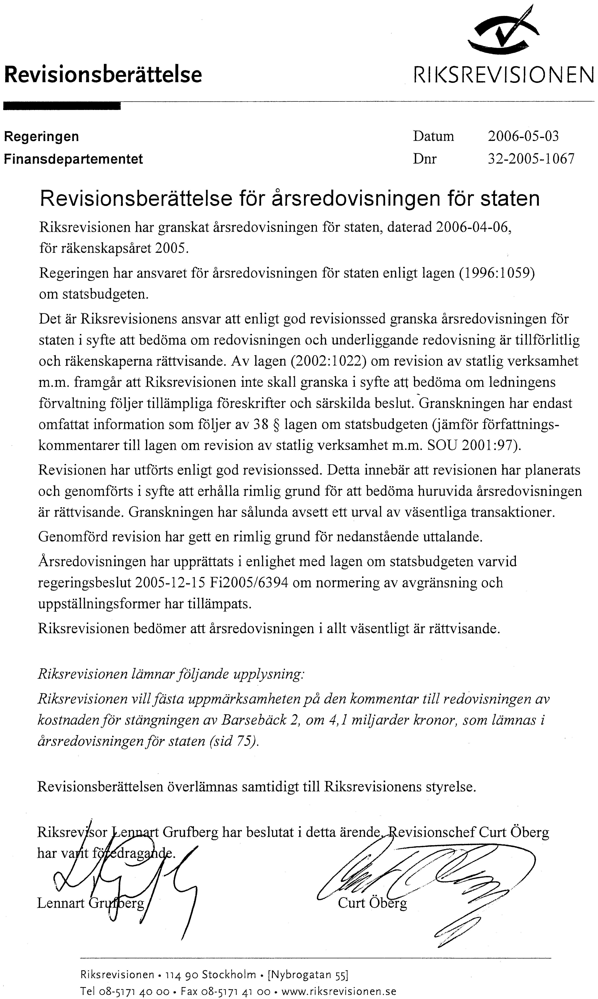 Revisionsberättelse
RIKSREVISIONEN
Regeringen
Finansdepartementet
Datum 2006-05-03
Dnr 32-2005-1067
Revisionsberättelse för årsredovisningen för staten
Riksrevisionen har granskat årsredovisningen för staten, daterad 2006-04-06,
för räkenskapsåret 2005.
Regeringen har ansvaret för årsredovisningen för staten enligt lagen (1996:1059)
om statsbudgeten.
Det är Riksrevisionens ansvar att enligt god revisionssed granska årsredovisningen för
staten i syfte att bedöma om redovisningen och underliggande redovisning är tillförlitlig
och räkenskaperna rättvisande. Av lagen (2002:1022) om revision av statlig verksamhet
m.m. framgår att Riksrevisionen inte skall granska i syfte att bedöma om ledningens
förvaltning följer tillämpliga föreskrifter och särskilda beslut. Granskningen har endast
omfattat information som följer av 38 § lagen om statsbudgeten (jämför författnings-
kommentarer till lagen om revision av statlig verksamhet m.m. SOU 2001:97).
Revisionen har utförts enligt god revisionssed. Detta innebär att revisionen har planerats
och genomförts i syfte att erhålla rimlig grund för att bedöma huruvida årsredovisningen
är rättvisande. Granskningen har sålunda avsett ett urval av väsentliga transaktioner.
Genomförd revision har gett en rimlig grund för nedanstående uttalande.
Årsredovisningen har upprättats i enlighet med lagen om statsbudgeten varvid
regeringsbeslut 2005-12-15 Fi2005/6394 om normering av avgränsning och
uppställningsformer har tillämpats.
Riksrevisionen bedömer att årsredovisningen i allt väsentligt är rättvisande.
Riksrevisionen lämnar följande upplysning:
Riksrevisionen vill fästa uppmärksamheten på den kommentar till redovisningen av
kostnaden för stängningen av Barsebäck 2, om 4,1 miljarder kronor, som lämnas i
årsredovisningen för staten (sid 75).
Revisionsberättelsen överlämnas samtidigt till Riksrevisionens styrelse.
Riksrevisor Lennart Grufberg har beslutat i detta ärende. Revisionschef Curt Öberg
har varit föredragande.
Lennart Grufberg
Curt Öberg
Riksrevisionen • 114 90 Stockholm • [Nybrogatan 55]
Tel 08-5171 40 00 • Fax 08-5171 41 00 • www.riksrevisionen.se